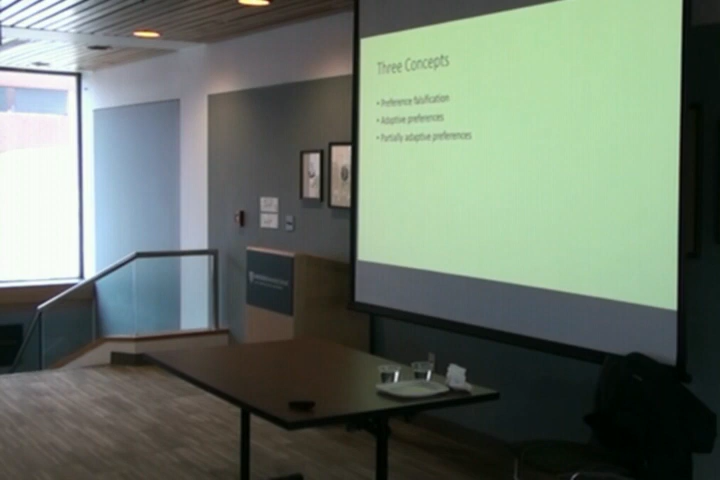 Three Concepts
• Preference falsification
• Adaptive preferences
• Partially adaptive preferences